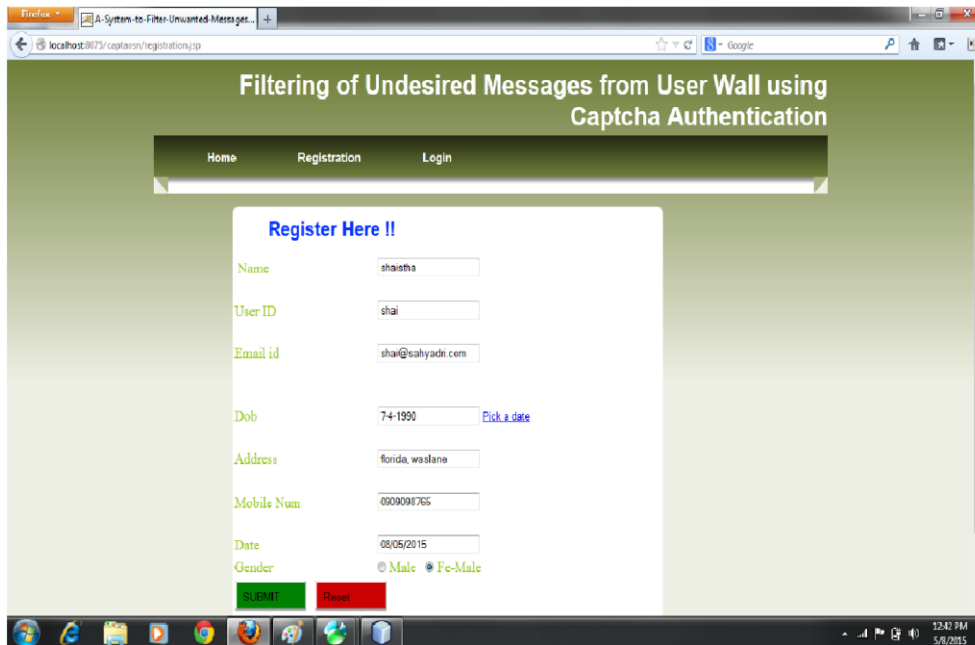 Firefox
A-System-to-Filter-Unwanted-Messages...
localhost:8075/captaosn/registration.jsp
Google
Filtering of Undesired Messages from User Wall using
Captcha Authentication
Home Registration Login
Register Here !!
Name shaistha
User ID shai
Email id shai@sahyadri.com
Dob 7-4-1990 Pick a date
Address florida, waslane
Mobile Num 0909098765
Date 08/05/2015
Gender Male Fe-Male
SUBMIT Reset
12:42 PM
5/8/2015